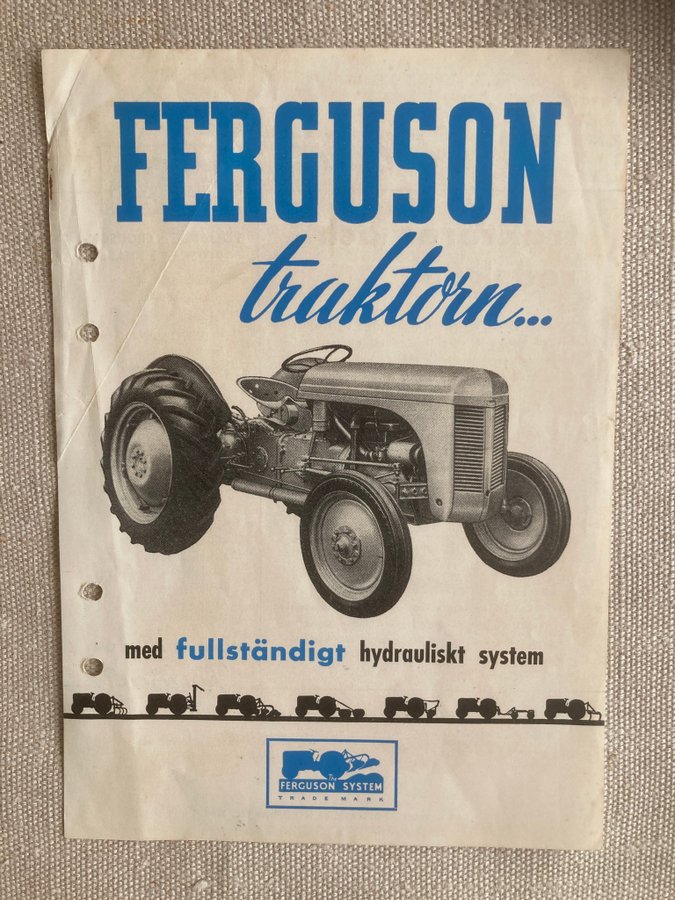 FERGUSON
traktorn...
med fullständigt hydrauliskt system
The
FERGUSON SYSTEM
TRADE MARK